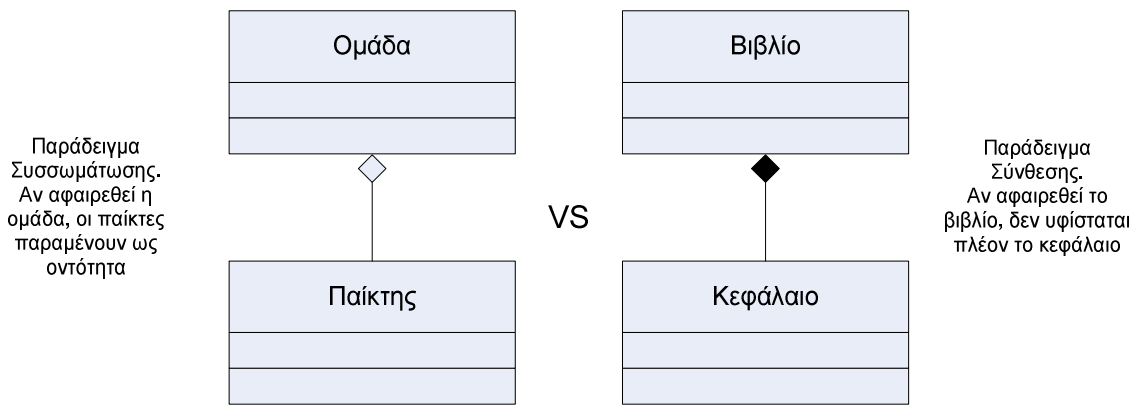 Ομάδα
Βιβλίο
Παράδειγμα
Συσσωμάτωσης.
Αν αφαιρεθεί η
ομάδα, οι παίκτες
παραμένουν ως
οντότητα
VS
Παράδειγμα
Σύνθεσης.
Αν αφαιρεθεί το
βιβλίο, δεν υφίσταται
πλέον το κεφάλαιο
Παίκτης
Κεφάλαιο